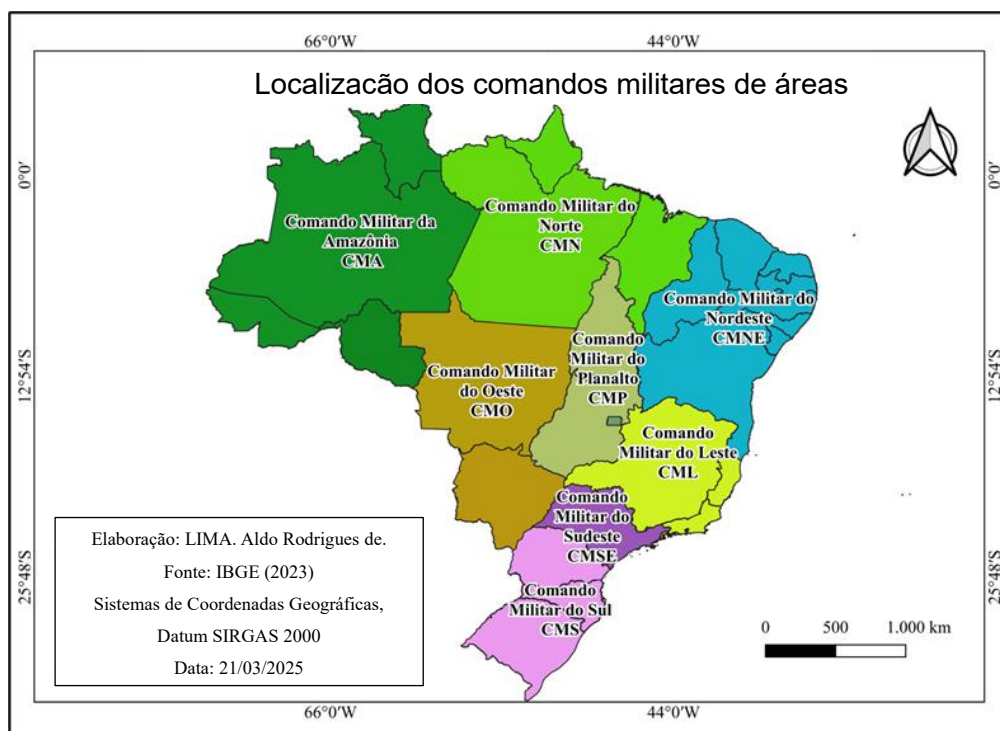 66°0′W 44°0′W
Localização dos comandos militares de áreas
0°0′ 0°0′
Comando Militar da
Amazônia
CMA
Comando Militar do
Norte
CMN
Comando Militar do
Nordeste
CMNE
Comando
Militar do
Planalto
CMP
12°54′S 12°54′S
Comando Militar
do Oeste
CMO
Comando
Militar do Leste
CML
Comando
Militar do
Sudeste
CMSE
Comando
Militar do Sul
CMS
25°48′S 25°48′S
Elaboração: LIMA. Aldo Rodrigues de.
Fonte: IBGE (2023)
Sistemas de Coordenadas Geográficas,
Datum SIRGAS 2000
Data: 21/03/2025
0 500 1.000 km
66°0′W 44°0′W